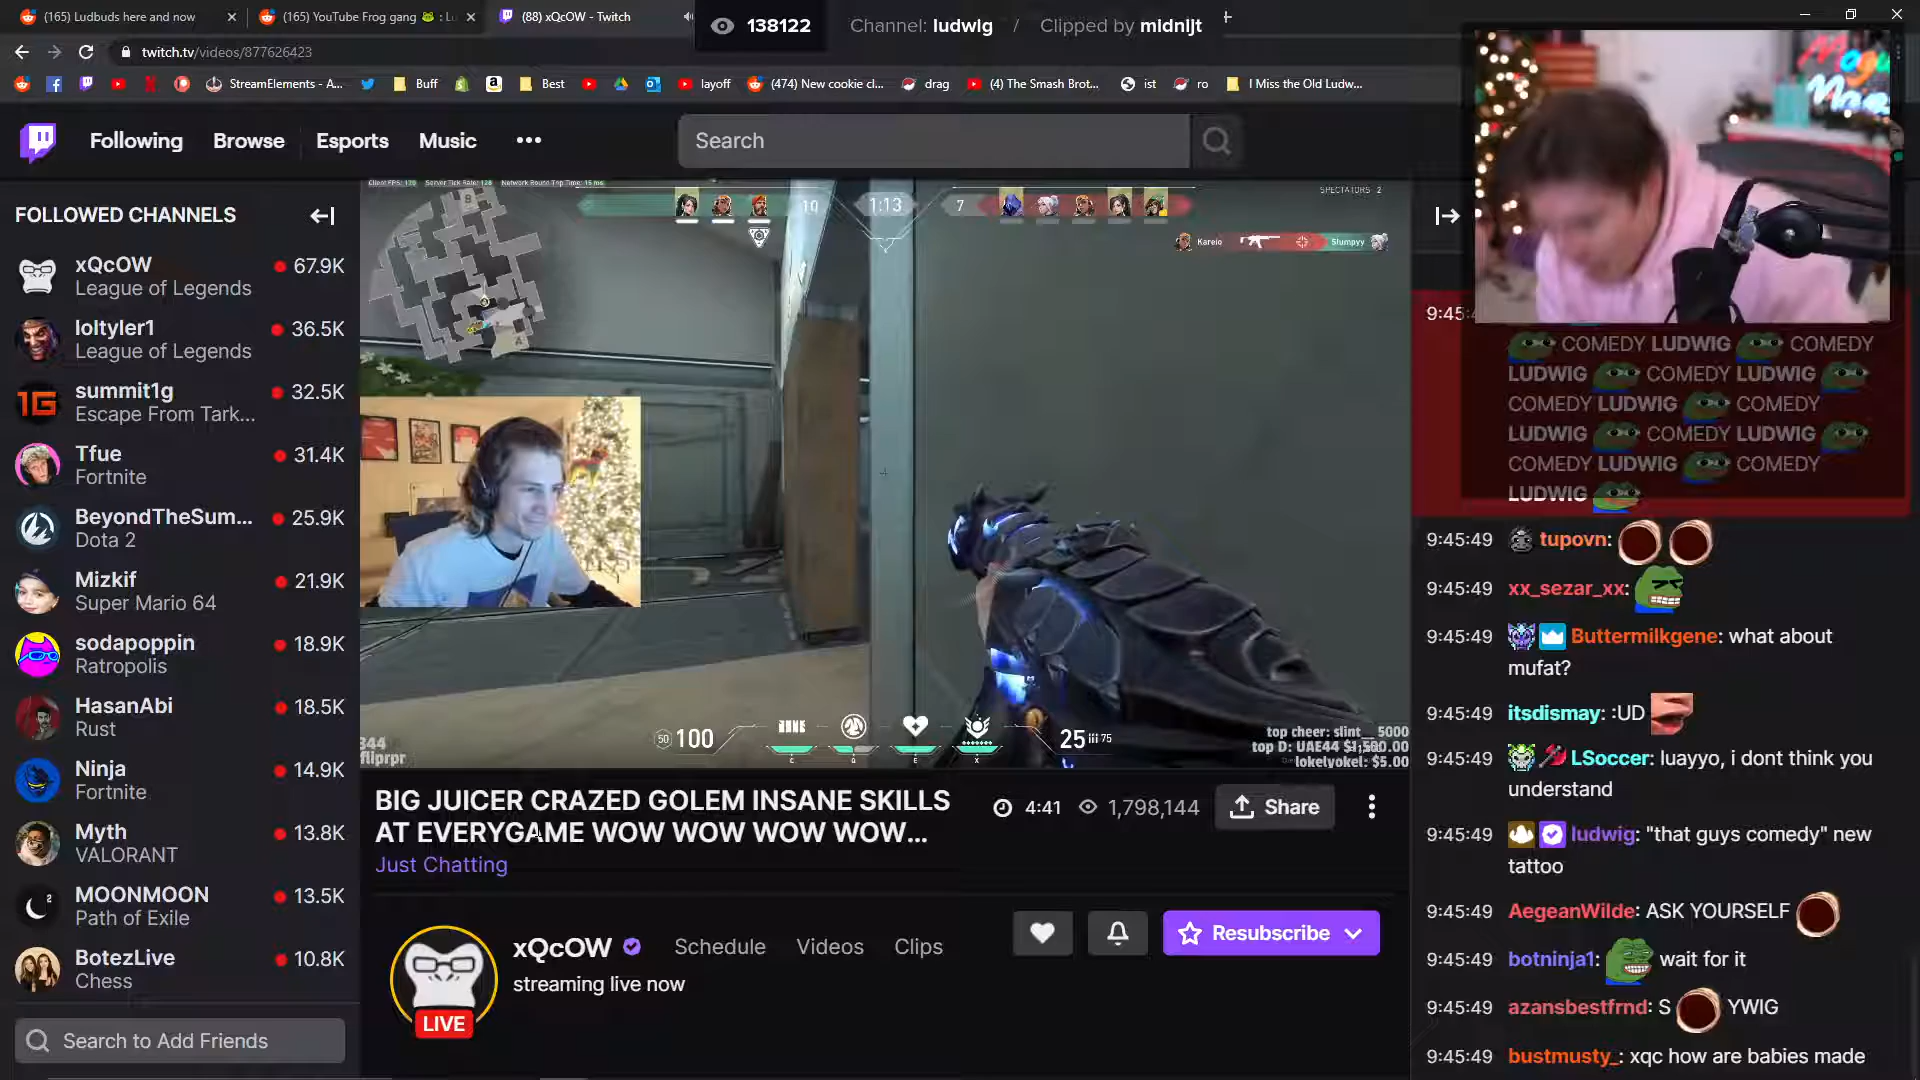 (165) Ludbuds here and now
(165) YouTube Frog gang
(88) xQcOW - Twitch
138122
Channel: ludwig / Clipped by midnijt
twitch.tv/videos/877626423
StreamElements - A...
Buff
Best
layoff
(474) New cookie cl...
drag
(4) The Smash Brot...
ist
ro
I Miss the Old Ludw...
Following
Browse
Esports
Music
Search
FOLLOWED CHANNELS
xQcOW 67.9K
League of Legends
loltyler1 36.5K
League of Legends
summit1g 32.5K
Escape From Tark...
Tfue 31.4K
Fortnite
BeyondTheSum... 25.9K
Dota 2
Mizkif 21.9K
Super Mario 64
sodapoppin 18.9K
Ratropolis
HasanAbi 18.5K
Rust
Ninja 14.9K
Fortnite
Myth 13.8K
VALORANT
MOONMOON 13.5K
Path of Exile
BotezLive 10.8K
Chess
Search to Add Friends
10 1:13 7
SPECTATORS 2
Kareio Slumpyy
50 100
C Q E X
25 75
344
fliprpr
top cheer: slint__ 5000
lokelyokel: $5.00
BIG JUICER CRAZED GOLEM INSANE SKILLS
AT EVERYGAME WOW WOW WOW WOW...
Just Chatting
4:41 1,798,144 Share
xQcOW
Schedule Videos Clips
streaming live now
LIVE
Resubscribe
COMEDY LUDWIG COMEDY
LUDWIG COMEDY LUDWIG
COMEDY LUDWIG COMEDY
LUDWIG COMEDY LUDWIG
COMEDY LUDWIG COMEDY
LUDWIG
9:45:49 tupovn:
9:45:49 xx_sezar_xx:
9:45:49 Buttermilkgene: what about
mufat?
9:45:49 itsdismay: :UD
9:45:49 LSoccer: luayyo, i dont think you
understand
9:45:49 ludwig: "that guys comedy" new
tattoo
9:45:49 AegeanWilde: ASK YOURSELF
9:45:49 botninja1: wait for it
9:45:49 azansbestfrnd: S YWIG
9:45:49 bustmusty_: xqc how are babies made